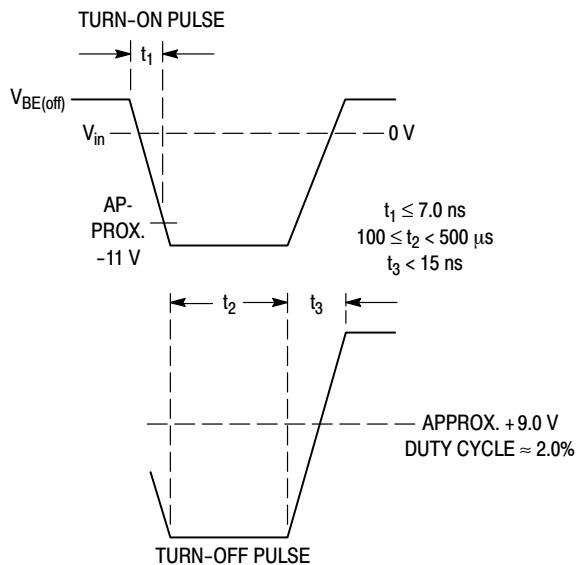 TURN-ON PULSE
t1
VBE(off)
Vin
0 V
AP-
PROX.
-11 V
t1 ≤ 7.0 ns
100 ≤ t2 < 500 μs
t3 < 15 ns
t2
t3
APPROX. +9.0 V
DUTY CYCLE ≈ 2.0%
TURN-OFF PULSE